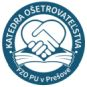 KATEDRA OŠETROVATEĽSTVA
FZO PU v Prešove